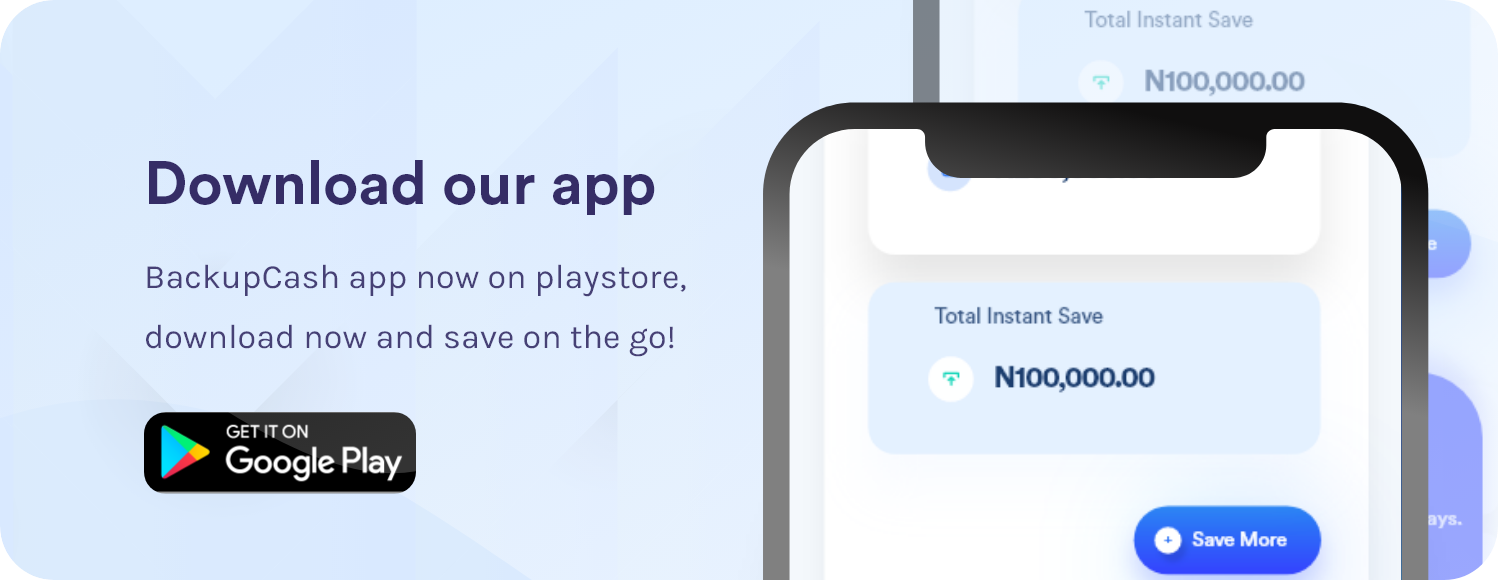 Total Instant Save
N100,000.00
Download our app
BackupCash app now on playstore,
download now and save on the go!
GET IT ON
Google Play
Total Instant Save
N100,000.00
Save More
ays.